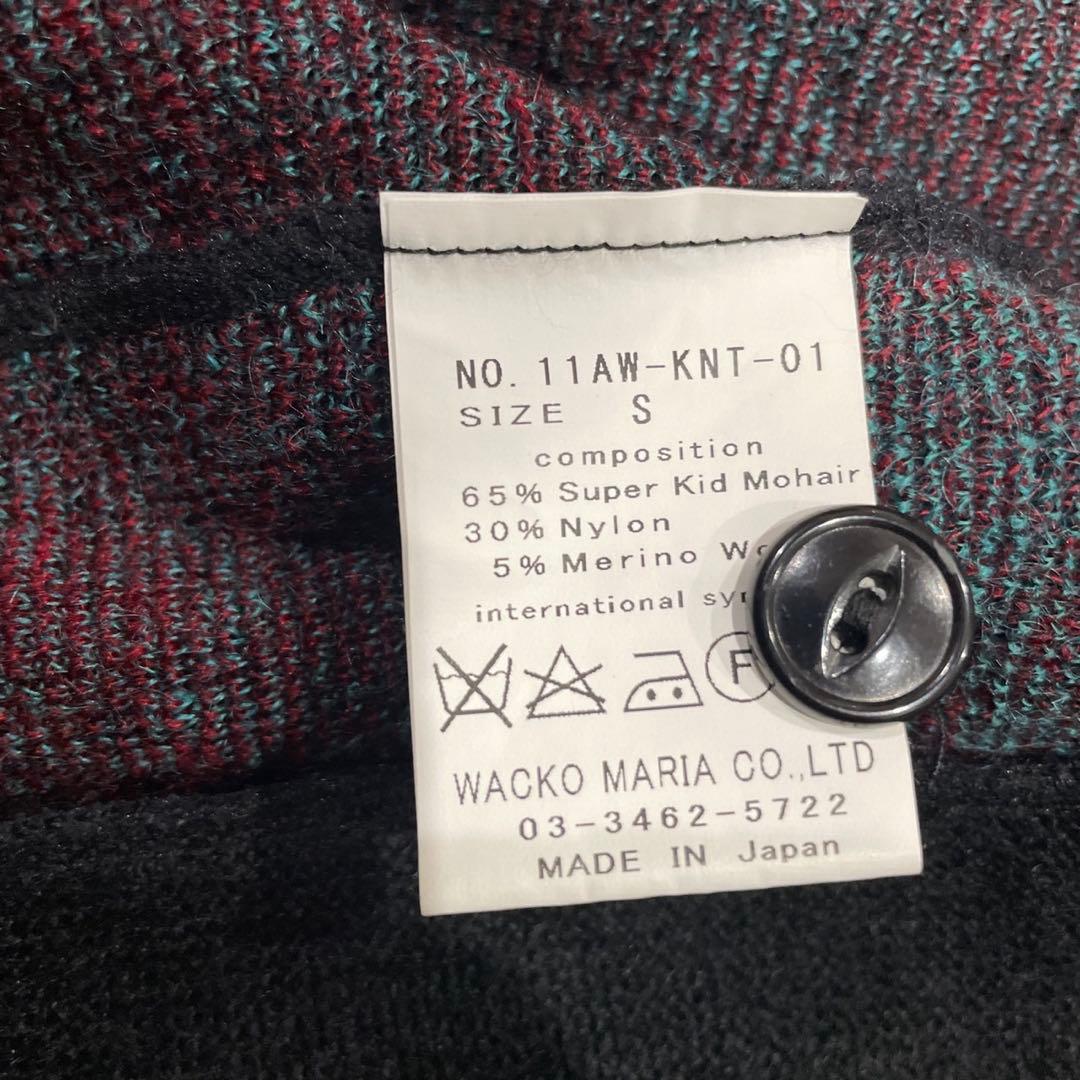 NO. 11AW-KNT-01
SIZE S
composition
65% Super Kid Mohair
30% Nylon
5% Merino
international
F
WACKO MARIA CO.,LTD
03-3462-5722
MADE IN Japan